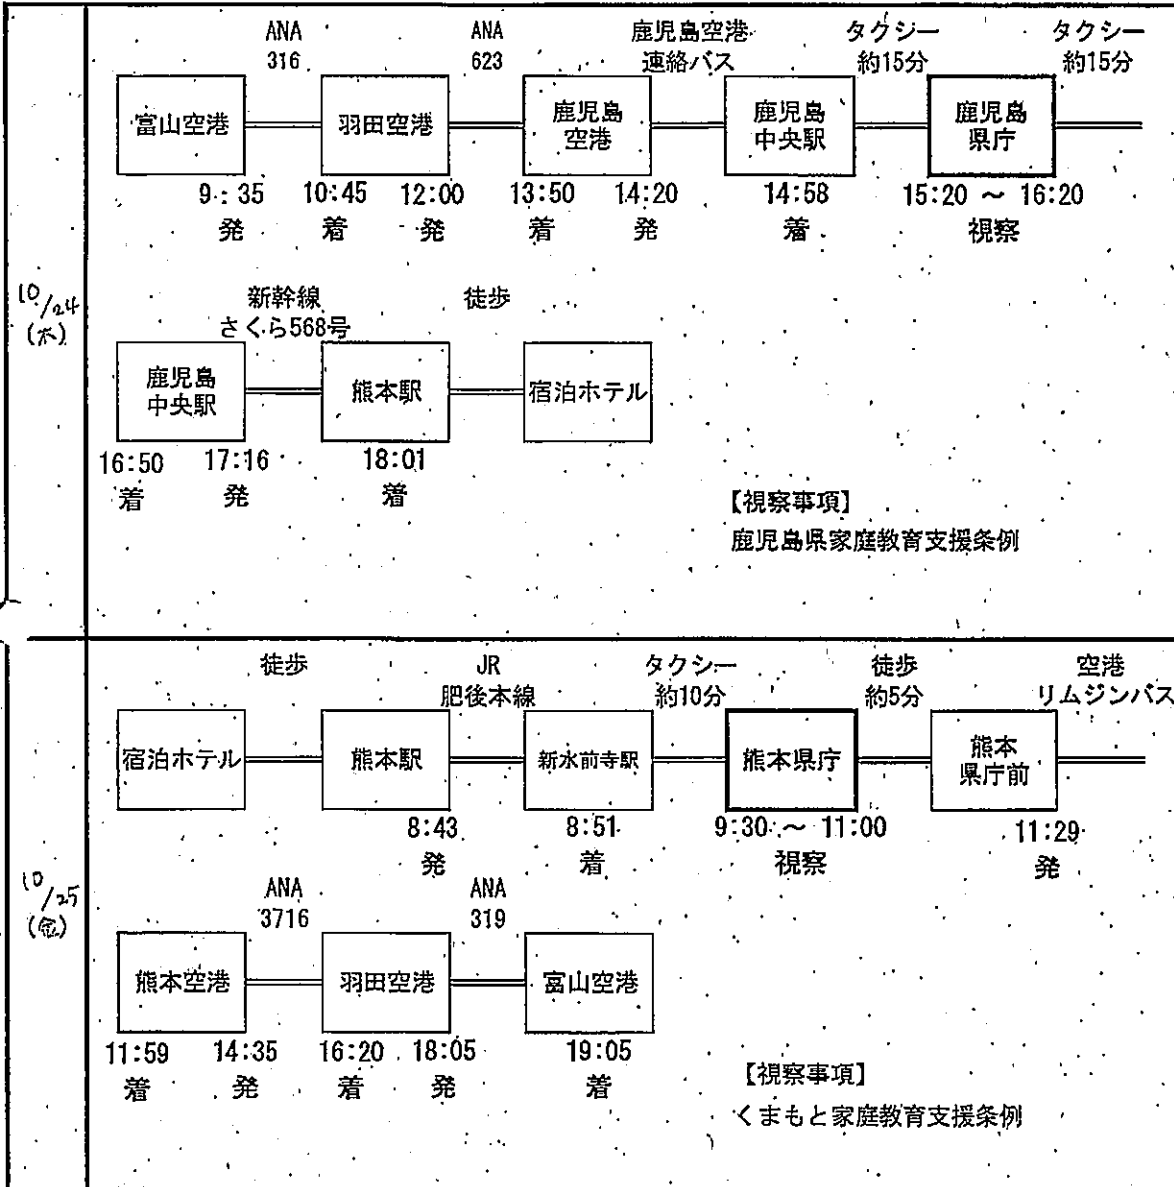 10/24
(木)
ANA
316
ANA
623
鹿児島空港
連絡バス
タクシー
約15分
タクシー
約15分
富山空港
羽田空港
鹿児島
空港
鹿児島
中央駅
鹿児島
県庁
9:35
発
10:45
着
12:00
発
13:50
着
14:20
発
14:58
着
15:20 ～ 16:20
視察
新幹線
さくら568号
徒歩
鹿児島
中央駅
熊本駅
宿泊ホテル
16:50
着
17:16
発
18:01
着
【視察事項】
鹿児島県家庭教育支援条例
10/25
(金)
徒歩
JR
肥後本線
タクシー
約10分
徒歩
約5分
空港
リムジンバス
宿泊ホテル
熊本駅
新水前寺駅
熊本県庁
熊本
県庁前
8:43
発
8:51
着
9:30 ～ 11:00
視察
11:29
発
ANA
3716
ANA
319
熊本空港
羽田空港
富山空港
11:59
着
14:35
発
16:20
着
18:05
発
19:05
着
【視察事項】
くまもと家庭教育支援条例